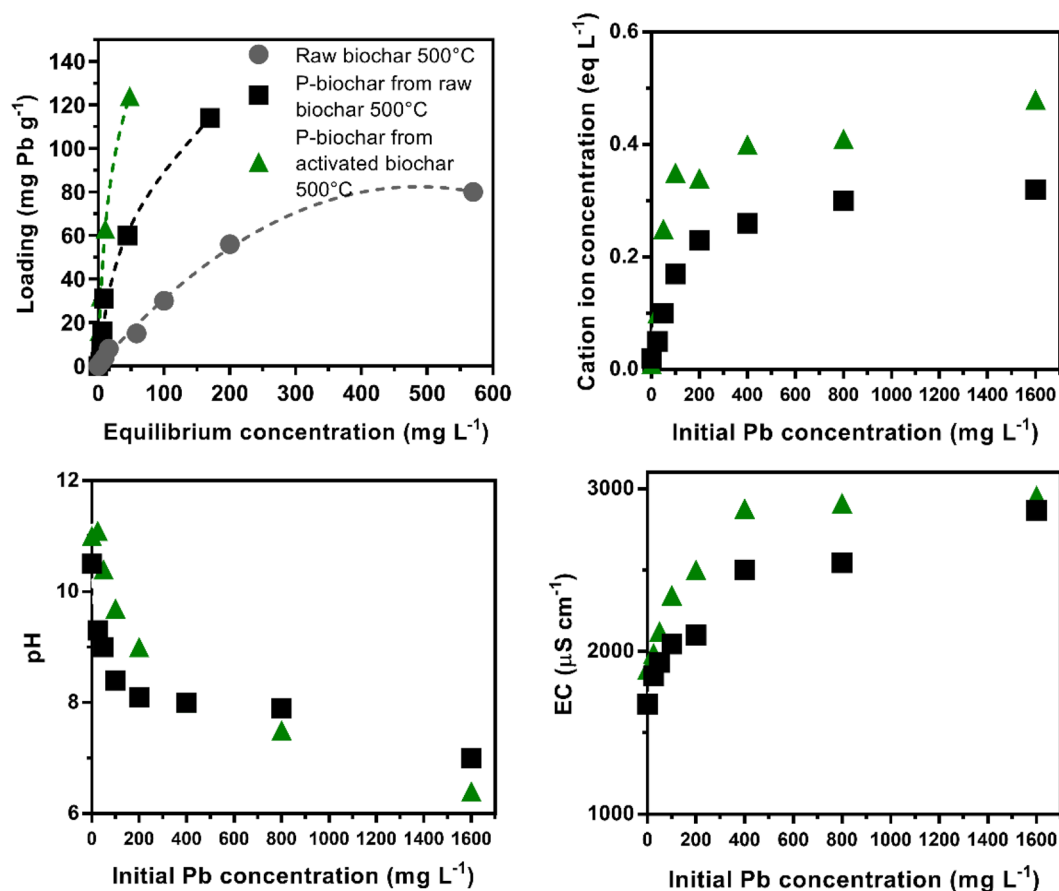 Loading (mg Pb g⁻¹)
140
120
100
80
60
40
20
0
0 100 200 300 400 500 600
Equilibrium concentration (mg L⁻¹)
Raw biochar 500°C
P-biochar from raw
biochar 500°C
P-biochar from
activated biochar
500°C
Cation ion concentration (eq L⁻¹)
0.6
0.4
0.2
0.0
0 200 400 600 800 1000 1200 1400 1600
Initial Pb concentration (mg L⁻¹)
pH
12
10
8
6
0 200 400 600 800 1000 1200 1400 1600
Initial Pb concentration (mg L⁻¹)
EC (µS cm⁻¹)
3000
2000
1000
0 200 400 600 800 1000 1200 1400 1600
Initial Pb concentration (mg L⁻¹)